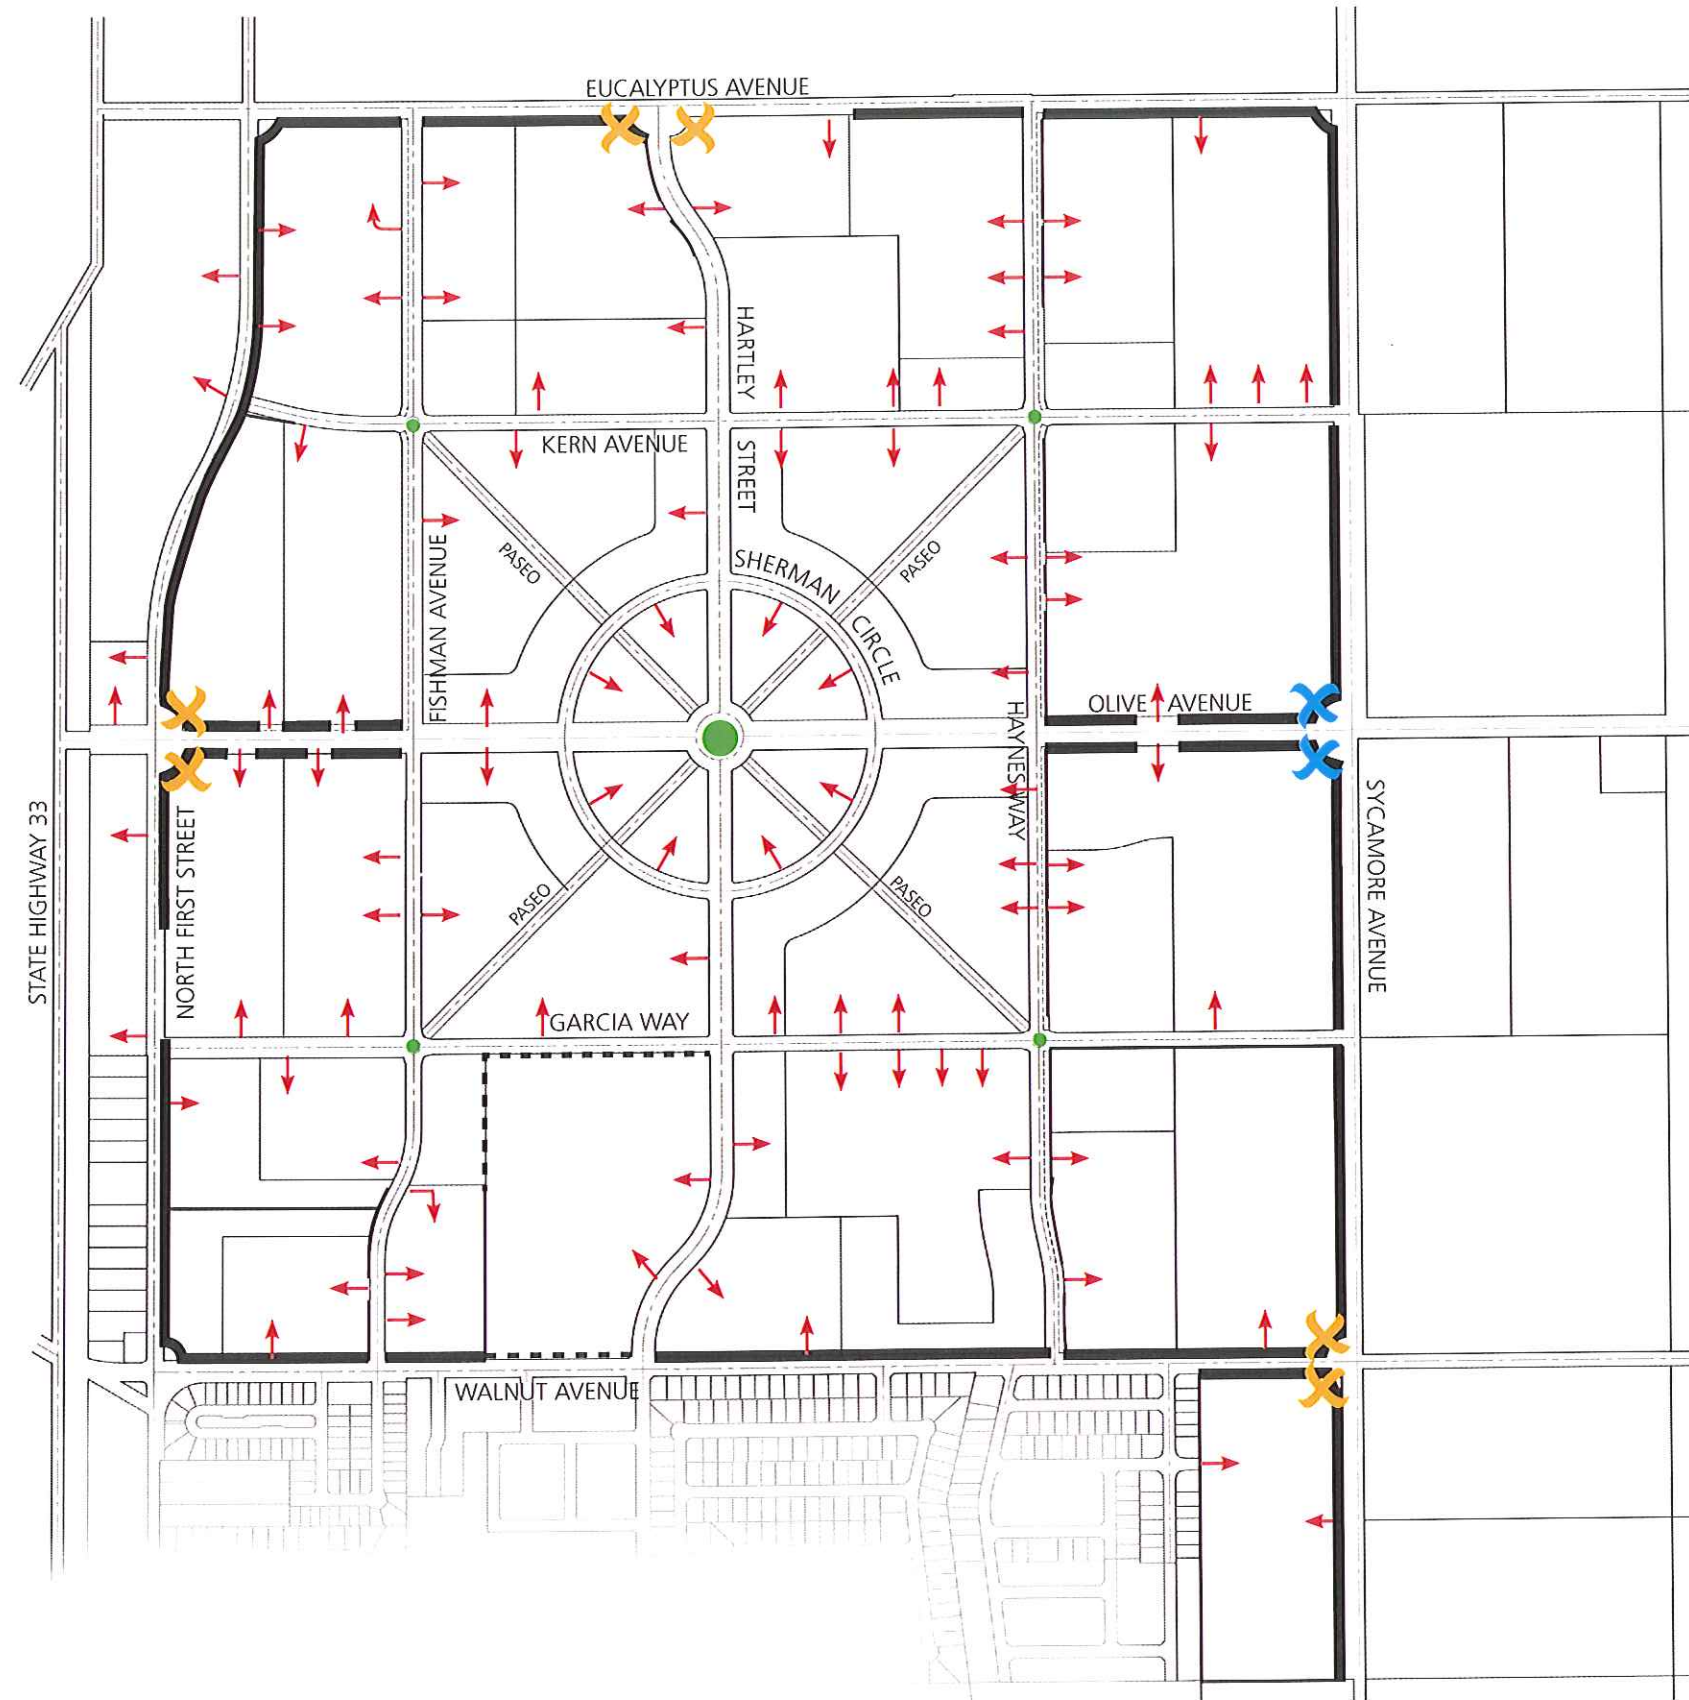 EUCALYPTUS AVENUE
HARTLEY
STREET
KERN AVENUE
PASEO
SHERMAN
CIRCLE
PASEO
FISHMAN AVENUE
OLIVE AVENUE
HAYNES WAY
STATE HIGHWAY 33
NORTH FIRST STREET
SYCAMORE AVENUE
PASEO
PASEO
GARCIA WAY
WALNUT AVENUE